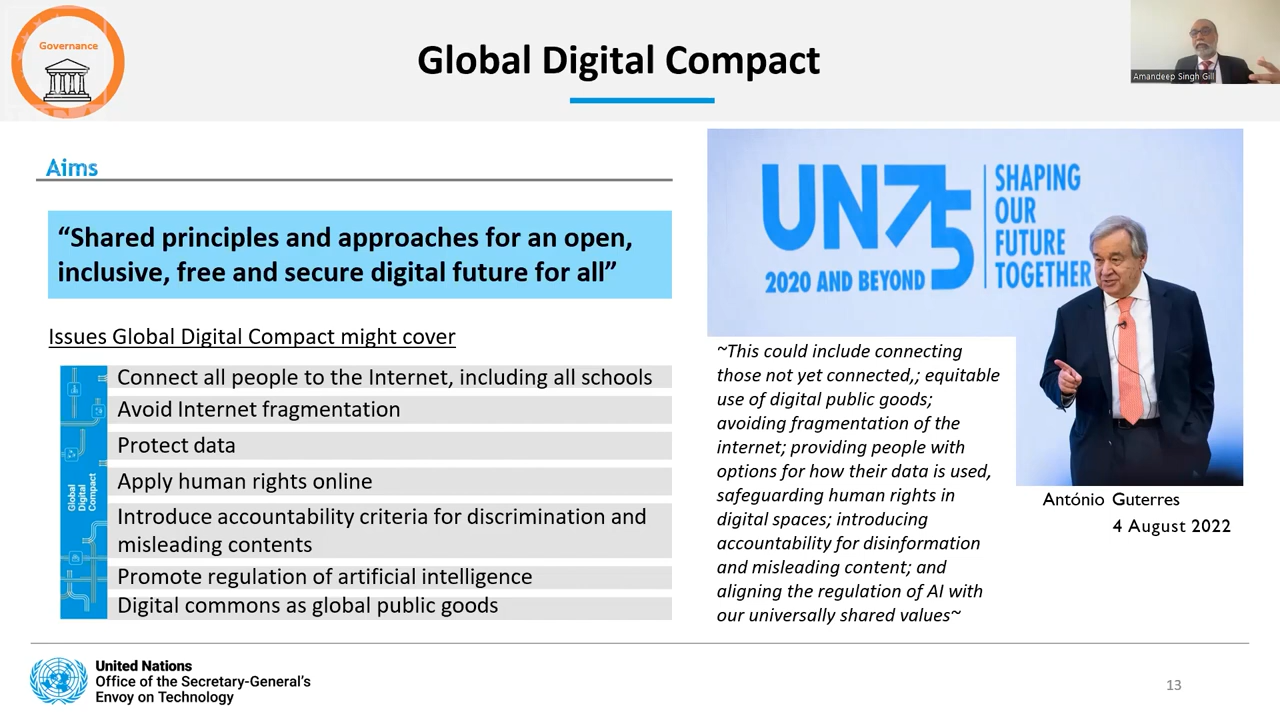 Governance
Global Digital Compact
Amandeep Singh Gill
Aims
“Shared principles and approaches for an open,
inclusive, free and secure digital future for all”
Issues Global Digital Compact might cover
Global
Digital
Compact
Connect all people to the Internet, including all schools
Avoid Internet fragmentation
Protect data
Apply human rights online
Introduce accountability criteria for discrimination and
misleading contents
Promote regulation of artificial intelligence
Digital commons as global public goods
UN75
2020 AND BEYOND
SHAPING
OUR
FUTURE
TOGETHER
~This could include connecting
those not yet connected,; equitable
use of digital public goods;
avoiding fragmentation of the
internet; providing people with
options for how their data is used,
safeguarding human rights in
digital spaces; introducing
accountability for disinformation
and misleading content; and
aligning the regulation of AI with
our universally shared values~
António Guterres
4 August 2022
United Nations
Office of the Secretary-General’s
Envoy on Technology
13